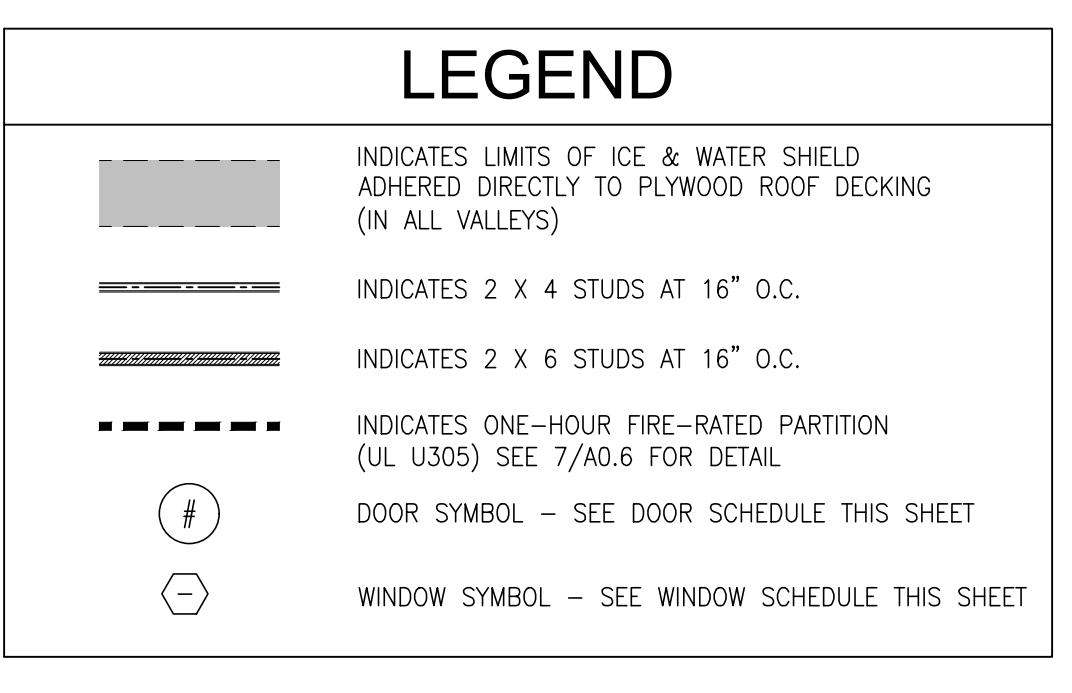 LEGEND
INDICATES LIMITS OF ICE & WATER SHIELD
ADHERED DIRECTLY TO PLYWOOD ROOF DECKING
(IN ALL VALLEYS)
INDICATES 2 X 4 STUDS AT 16" O.C.
INDICATES 2 X 6 STUDS AT 16" O.C.
INDICATES ONE-HOUR FIRE-RATED PARTITION
(UL U305) SEE 7/A0.6 FOR DETAIL
# DOOR SYMBOL – SEE DOOR SCHEDULE THIS SHEET
– WINDOW SYMBOL – SEE WINDOW SCHEDULE THIS SHEET